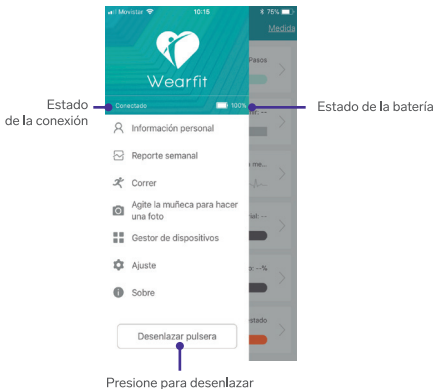 Movistar 10:15 75%
Medida
Wearfit
Pasos
Estado
de la conexión
Conectado 100%
Estado de la batería
Información personal
Reporte semanal
me...
Correr
Agite la muñeca para hacer
una foto
Gestor de dispositivos
Ajuste
Sobre
Desenlazar pulsera
Presione para desenlazar